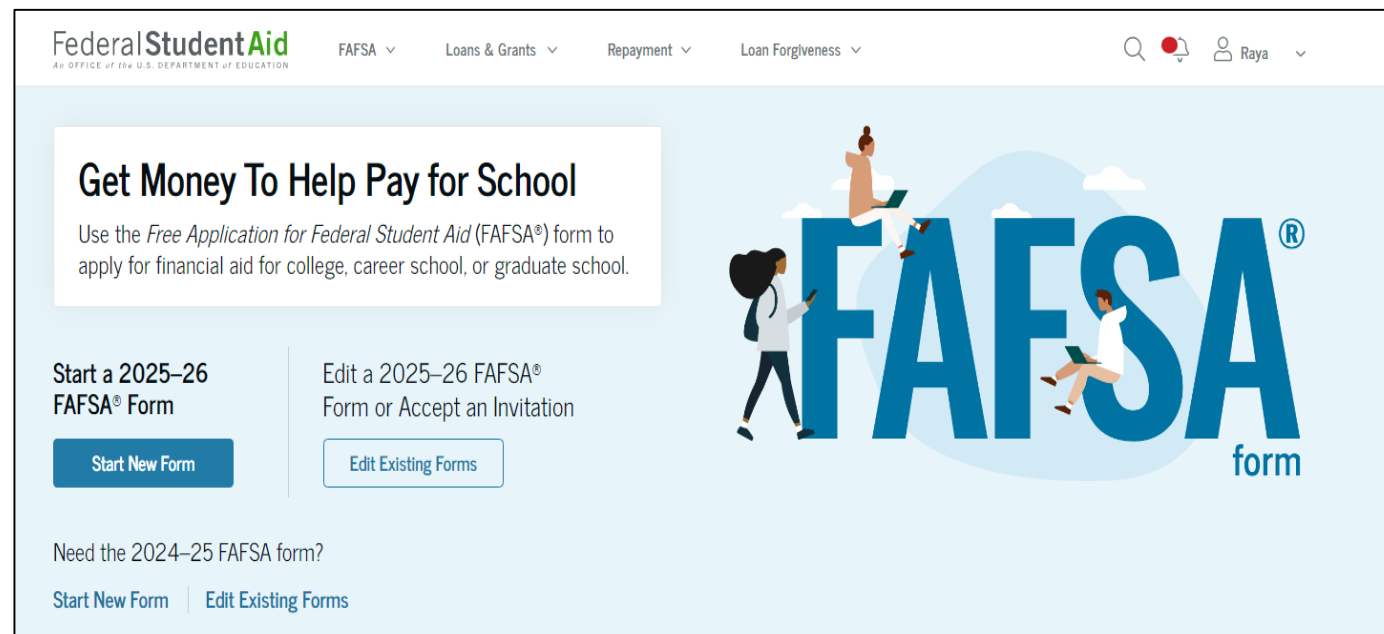 Federal Student Aid
An OFFICE of the U.S. DEPARTMENT of EDUCATION
FAFSA
Loans & Grants
Repayment
Loan Forgiveness
Raya
Get Money To Help Pay for School
Use the Free Application for Federal Student Aid (FAFSA®) form to
apply for financial aid for college, career school, or graduate school.
FAFSA®
form
Start a 2025–26
FAFSA® Form
Start New Form
Edit a 2025–26 FAFSA®
Form or Accept an Invitation
Edit Existing Forms
Need the 2024–25 FAFSA form?
Start New Form
Edit Existing Forms